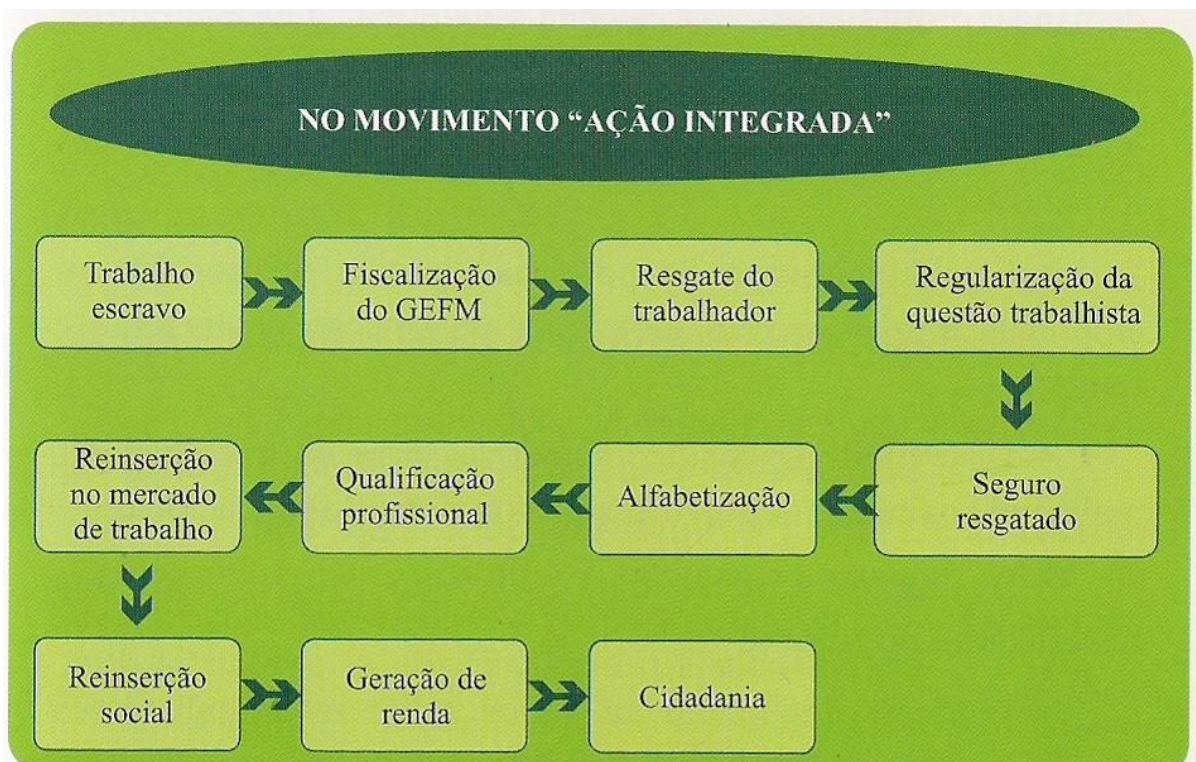 NO MOVIMENTO “AÇÃO INTEGRADA”
Trabalho
escravo
Fiscalização
do GEFM
Resgate do
trabalhador
Regularização da
questão trabalhista
Seguro
resgatado
Alfabetização
Qualificação
profissional
Reinserção
no mercado
de trabalho
Reinserção
social
Geração de
renda
Cidadania